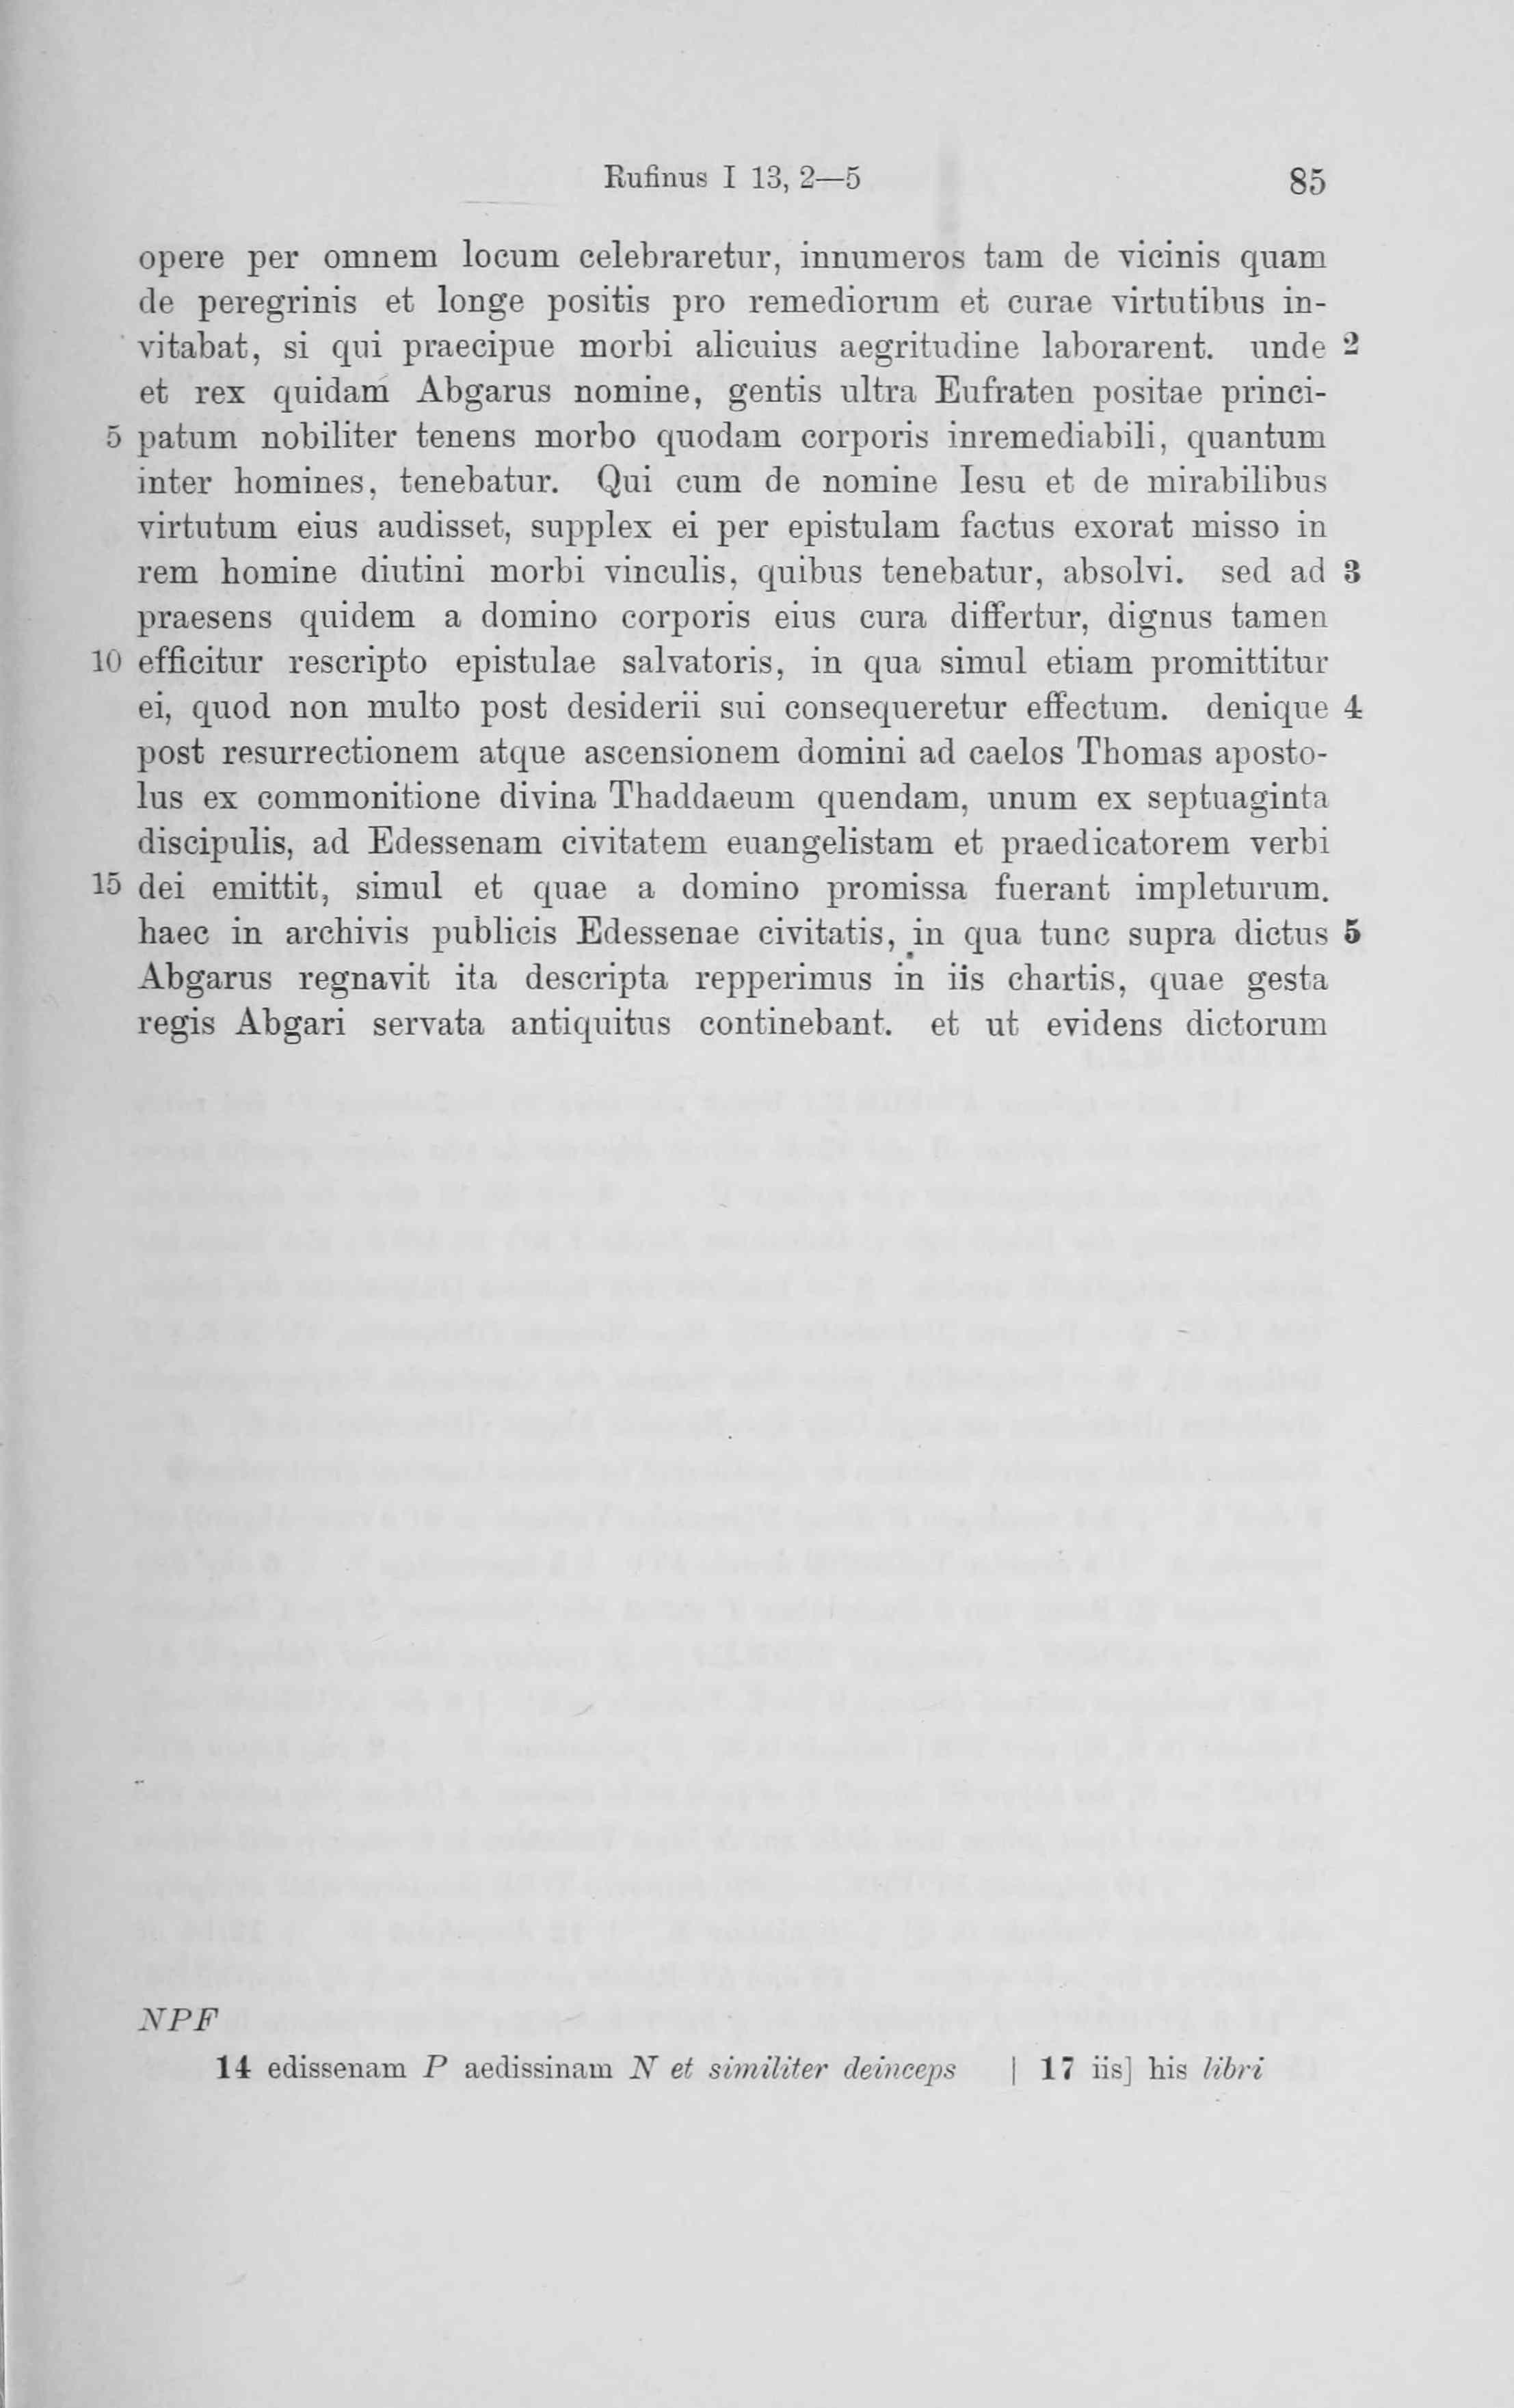 Rufinus I 13, 2—5 85
opere per omnem locum celebraretur, innumeros tam de vicinis quam
de peregrinis et longe positis pro remediorum et curae virtutibus in-
vitabat, si qui praecipue morbi alicuius aegritudine laborarent. unde 2
et rex quidam Abgarus nomine, gentis ultra Eufraten positae princi-
5 patum nobiliter tenens morbo quodam corporis inremediabili, quantum
inter homines, tenebatur. Qui cum de nomine Iesu et de mirabilibus
virtutum eius audisset, supplex ei per epistulam factus exorat misso in
rem homine diutini morbi vinculis, quibus tenebatur, absolvi. sed ad 3
praesens quidem a domino corporis eius cura differtur, dignus tamen
10 efficitur rescripto epistulae salvatoris, in qua simul etiam promittitur
ei, quod non multo post desiderii sui consequeretur effectum. denique 4
post resurrectionem atque ascensionem domini ad caelos Thomas aposto-
lus ex commonitione divina Thaddaeum quendam, unum ex septuaginta
discipulis, ad Edessenam civitatem euangelistam et praedicatorem verbi
15 dei emittit, simul et quae a domino promissa fuerant impleturum.
haec in archivis publicis Edessenae civitatis, in qua tunc supra dictus 5
Abgarus regnavit ita descripta repperimus in iis chartis, quae gesta
regis Abgari servata antiquitus continebant. et ut evidens dictorum
NPF
14 edissenam P aedissinam N et similiter deinceps | 17 iis] his libri